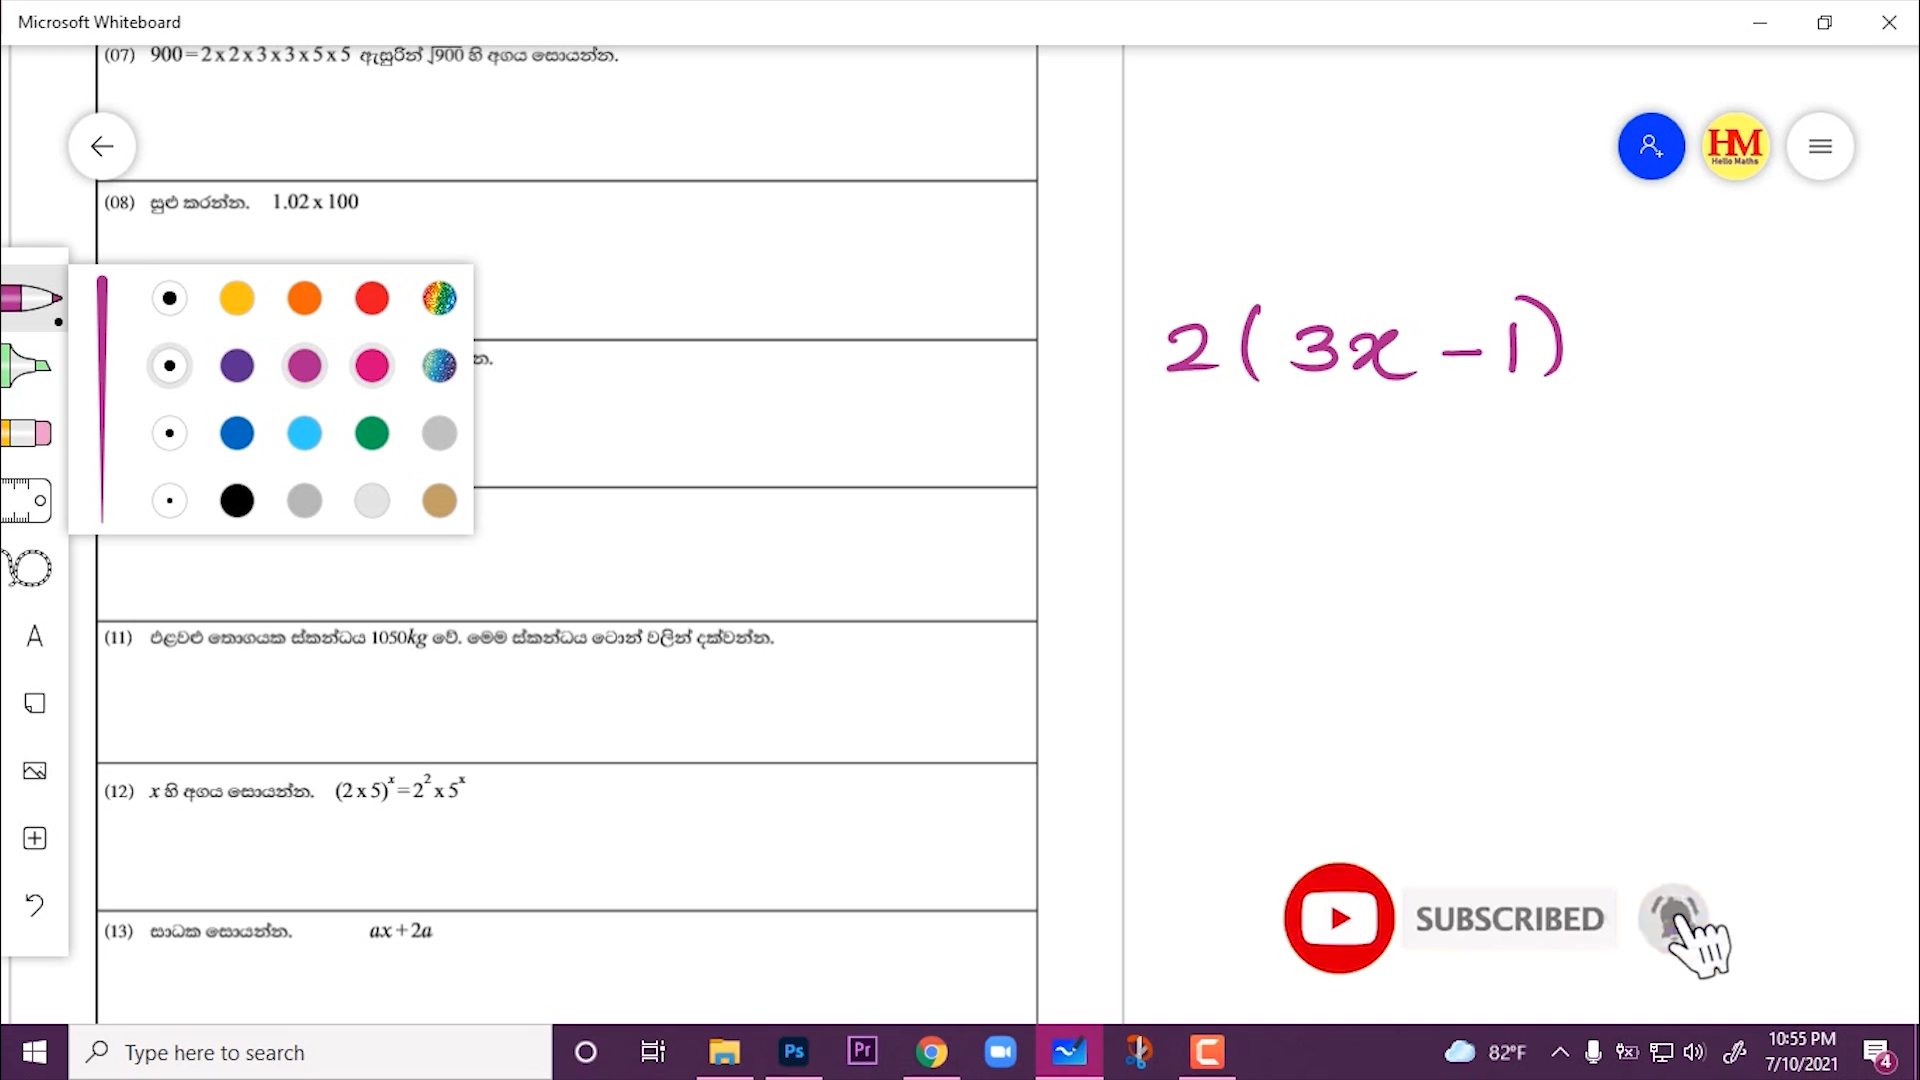 Microsoft Whiteboard
(07) 900=2 x 2 x 3 x 3 x 5 x 5 ඇසුරින් √900 හි අගය සොයන්න.
HM
Hello Maths
(08) සුළු කරන්න. 1.02 x 100
2 ( 3x - 1 )
න.
A
(11) එළවළු තොගයක ස්කන්ධය 1050kg වේ. මෙම ස්කන්ධය ටොන් වලින් දක්වන්න.
(12) x හි අගය සොයන්න. (2 x 5)ˣ = 2² x 5ˣ
SUBSCRIBED
(13) සාධක සොයන්න. ax + 2a
Type here to search
Ps
Pr
82°F
10:55 PM
7/10/2021
4